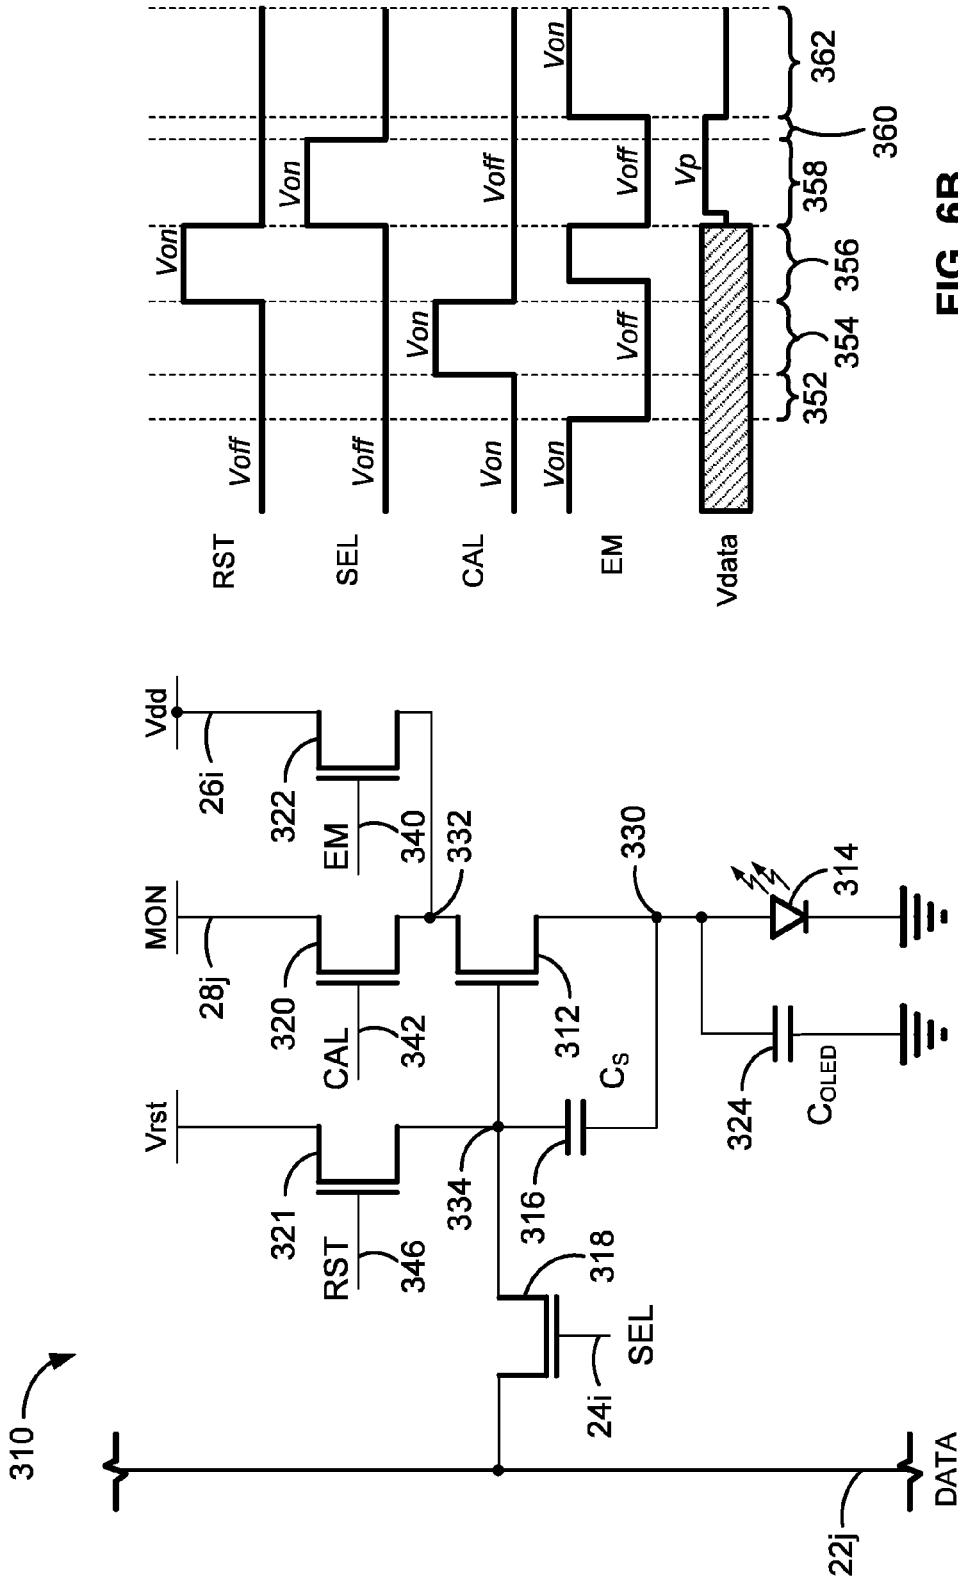 310
DATA
22j
24i
SEL
318
RST
346
321
Vrst
334
316
CS
CAL
342
320
28j
MON
332
312
330
EM
340
322
26i
Vdd
324
COLED
314
RST
Voff
Von
SEL
Voff
Von
CAL
Von
Von
Voff
EM
Von
Voff
Voff
Von
Vdata
Vp
352
354
356
358
360
362
FIG. 6B